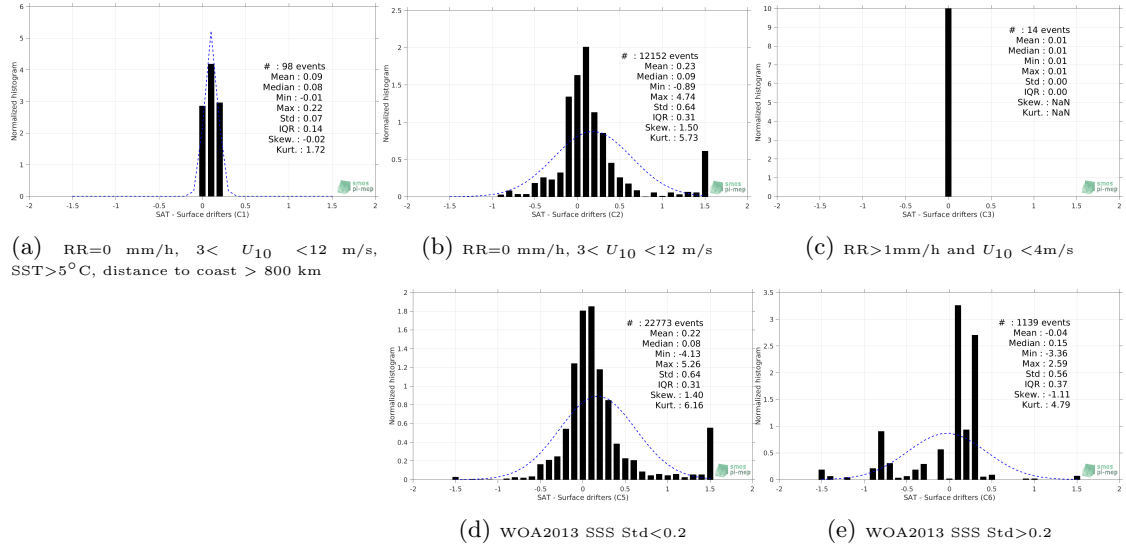 Normalized histogram
6
5
4
3
2
1
0
-2
-1.5
-1
-0.5
0
0.5
1
1.5
2
# : 98 events
Mean : 0.09
Median : 0.08
Min : -0.01
Max : 0.22
Std : 0.07
IQR : 0.14
Skew. : -0.02
Kurt. : 1.72
smos
pi-mep
SAT - Surface drifters (C1)
(a) RR=0 mm/h, 3< U10 <12 m/s,
SST>5°C, distance to coast > 800 km
Normalized histogram
2.5
2
1.5
1
0.5
0
-2
-1.5
-1
-0.5
0
0.5
1
1.5
2
# : 12152 events
Mean : 0.23
Median : 0.09
Min : -0.89
Max : 4.74
Std : 0.64
IQR : 0.31
Skew. : 1.50
Kurt. : 5.73
smos
pi-mep
SAT - Surface drifters (C2)
(b) RR=0 mm/h, 3< U10 <12 m/s
Normalized histogram
10
9
8
7
6
5
4
3
2
1
0
-2
-1.5
-1
-0.5
0
0.5
1
1.5
2
# : 14 events
Mean : 0.01
Median : 0.01
Min : 0.01
Max : 0.01
Std : 0.00
IQR : 0.00
Skew. : NaN
Kurt. : NaN
smos
pi-mep
SAT - Surface drifters (C3)
(c) RR>1mm/h and U10 <4m/s
Normalized histogram
2
1.8
1.6
1.4
1.2
1
0.8
0.6
0.4
0.2
0
-2
-1.5
-1
-0.5
0
0.5
1
1.5
2
# : 22773 events
Mean : 0.22
Median : 0.08
Min : -4.13
Max : 5.26
Std : 0.64
IQR : 0.31
Skew. : 1.40
Kurt. : 6.16
smos
pi-mep
SAT - Surface drifters (C5)
(d) WOA2013 SSS Std<0.2
Normalized histogram
3.5
3
2.5
2
1.5
1
0.5
0
-2
-1.5
-1
-0.5
0
0.5
1
1.5
2
# : 1139 events
Mean : -0.04
Median : 0.15
Min : -3.36
Max : 2.59
Std : 0.56
IQR : 0.37
Skew. : -1.11
Kurt. : 4.79
smos
pi-mep
SAT - Surface drifters (C6)
(e) WOA2013 SSS Std>0.2